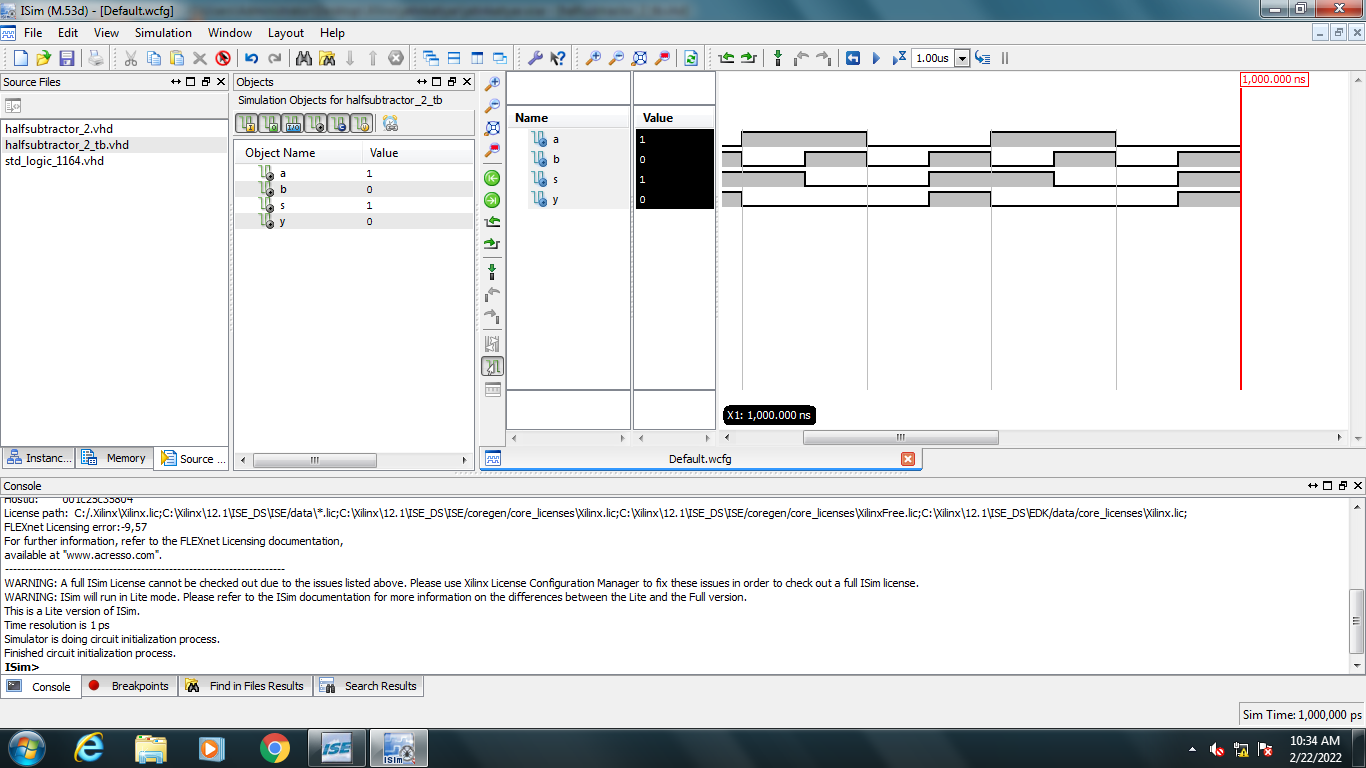 ISim (M.53d) - [Default.wcfg]
File Edit View Simulation Window Layout Help
1.00us
Source Files
halfsubtractor_2.vhd
halfsubtractor_2_tb.vhd
std_logic_1164.vhd
Instanc... Memory Source ...
Objects
Simulation Objects for halfsubtractor_2_tb
Object Name Value
a 1
b 0
s 1
y 0
Name Value
a 1
b 0
s 1
y 0
1,000.000 ns
X1: 1,000.000 ns
Default.wcfg
Console
HostId: 001c25c35804
License path: C:/.Xilinx\Xilinx.lic;C:\Xilinx\12.1\ISE_DS\ISE/data\*.lic;C:\Xilinx\12.1\ISE_DS\ISE/coregen/core_licenses\Xilinx.lic;C:\Xilinx\12.1\ISE_DS\ISE/coregen/core_licenses\XilinxFree.lic;C:\Xilinx\12.1\ISE_DS\EDK/data/core_licenses\Xilinx.lic;
FLEXnet Licensing error:-9,57
For further information, refer to the FLEXnet Licensing documentation,
available at "www.acresso.com".
--------------------------------------------------------------------------------
WARNING: A full ISim License cannot be checked out due to the issues listed above. Please use Xilinx License Configuration Manager to fix these issues in order to check out a full ISim license.
WARNING: ISim will run in Lite mode. Please refer to the ISim documentation for more information on the differences between the Lite and the Full version.
This is a Lite version of ISim.
Time resolution is 1 ps
Simulator is doing circuit initialization process.
Finished circuit initialization process.
ISim>
Console Breakpoints Find in Files Results Search Results
Sim Time: 1,000,000 ps
ISE ISim
10:34 AM
2/22/2022